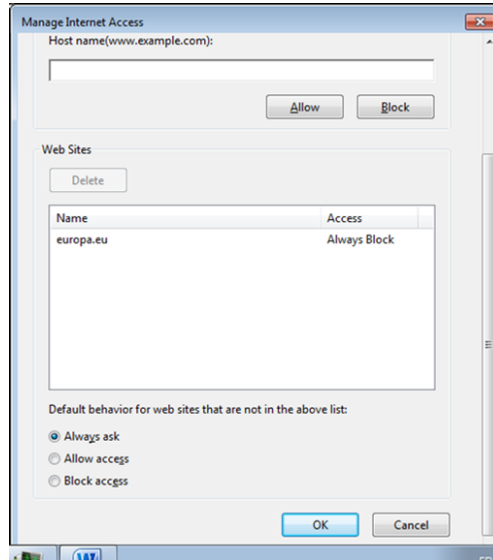 Manage Internet Access
Host name(www.example.com):
Allow Block
Web Sites
Delete
Name Access
europa.eu Always Block
Default behavior for web sites that are not in the above list:
Always ask
Allow access
Block access
OK Cancel